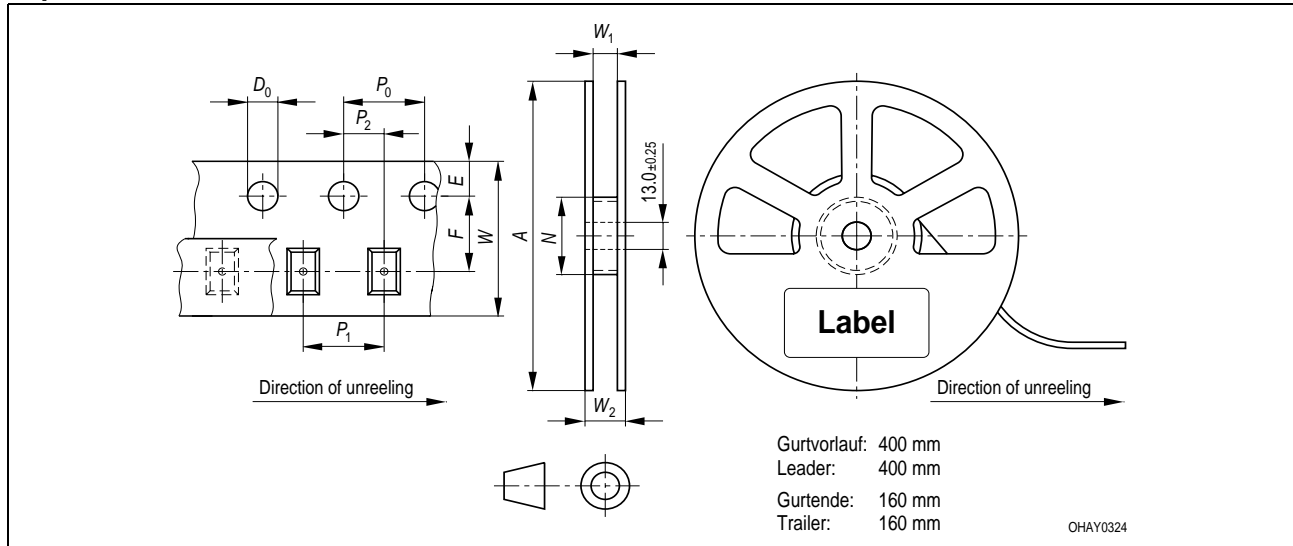 W₁
D₀
P₀
P₂
E
F
W
A
N
13.0±0.25
P₁
W₂
Label
Direction of unreeling
Direction of unreeling
Gurtvorlauf: 400 mm
Leader: 400 mm
Gurtende: 160 mm
Trailer: 160 mm
OHAY0324